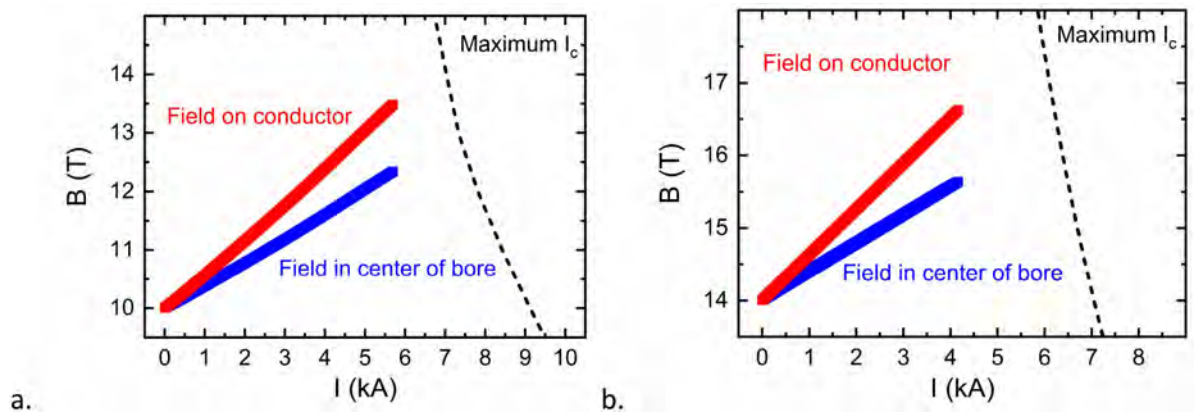 Maximum Ic
Field on conductor
Field in center of bore
B (T)
14
13
12
11
10
0 1 2 3 4 5 6 7 8 9 10
I (kA)
a.
Maximum Ic
Field on conductor
Field in center of bore
B (T)
17
16
15
14
0 1 2 3 4 5 6 7 8
I (kA)
b.